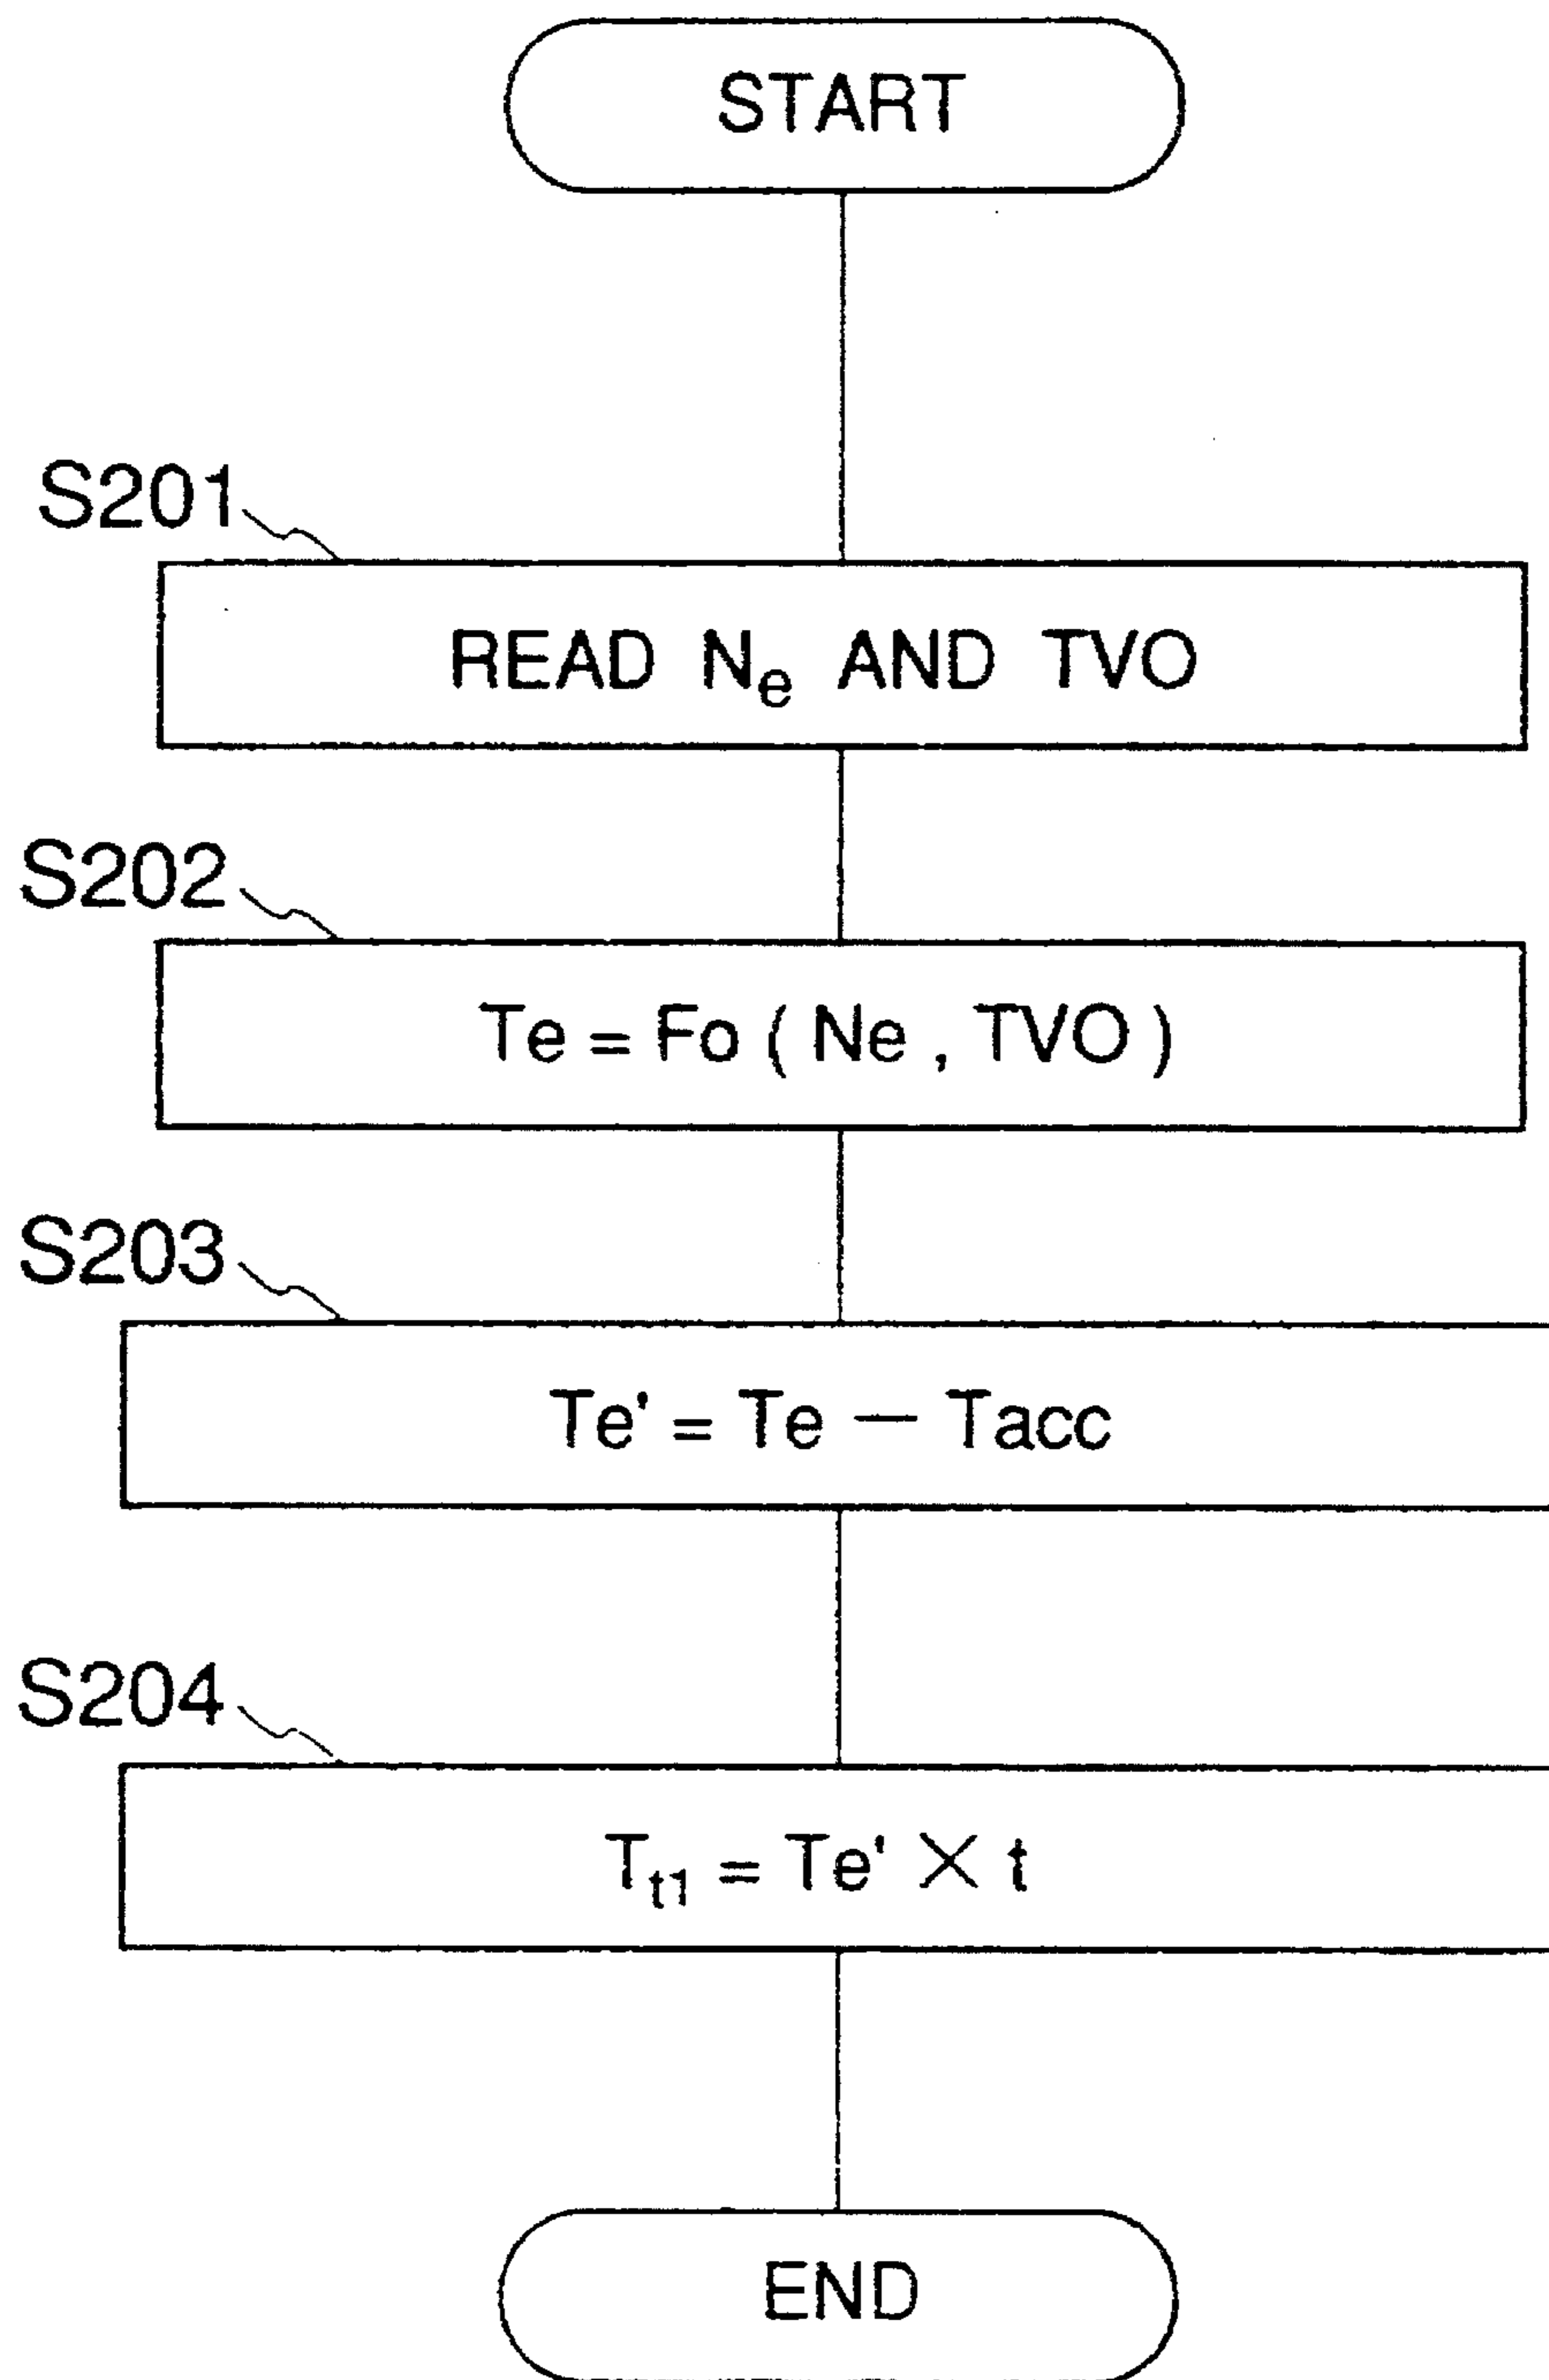 START
S201
READ Ne AND TVO
S202
Te = Fo ( Ne , TVO )
S203
Te' = Te — Tacc
S204
Tt1 = Te' × t
END